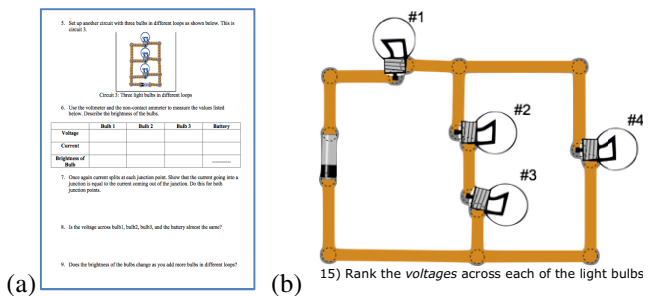 5. Set up another circuit with three bulbs in different loops as shown below. This is
circuit 3.
Circuit 3: Three light bulbs in different loops
6. Use the voltmeter and the non-contact ammeter to measure the values listed
below. Describe the brightness of the bulbs.
Bulb 1 Bulb 2 Bulb 3 Battery
Voltage
Current
Brightness of
Bulb
7. Once again current splits at each junction point. Show that the current going into a
junction is equal to the current coming out of the junction. Do this for both
junction points.
8. Is the voltage across bulb1, bulb2, bulb3, and the battery almost the same?
9. Does the brightness of the bulbs change as you add more bulbs in different loops?
(a)
#1
#2
#4
#3
15) Rank the voltages across each of the light bulbs
(b)